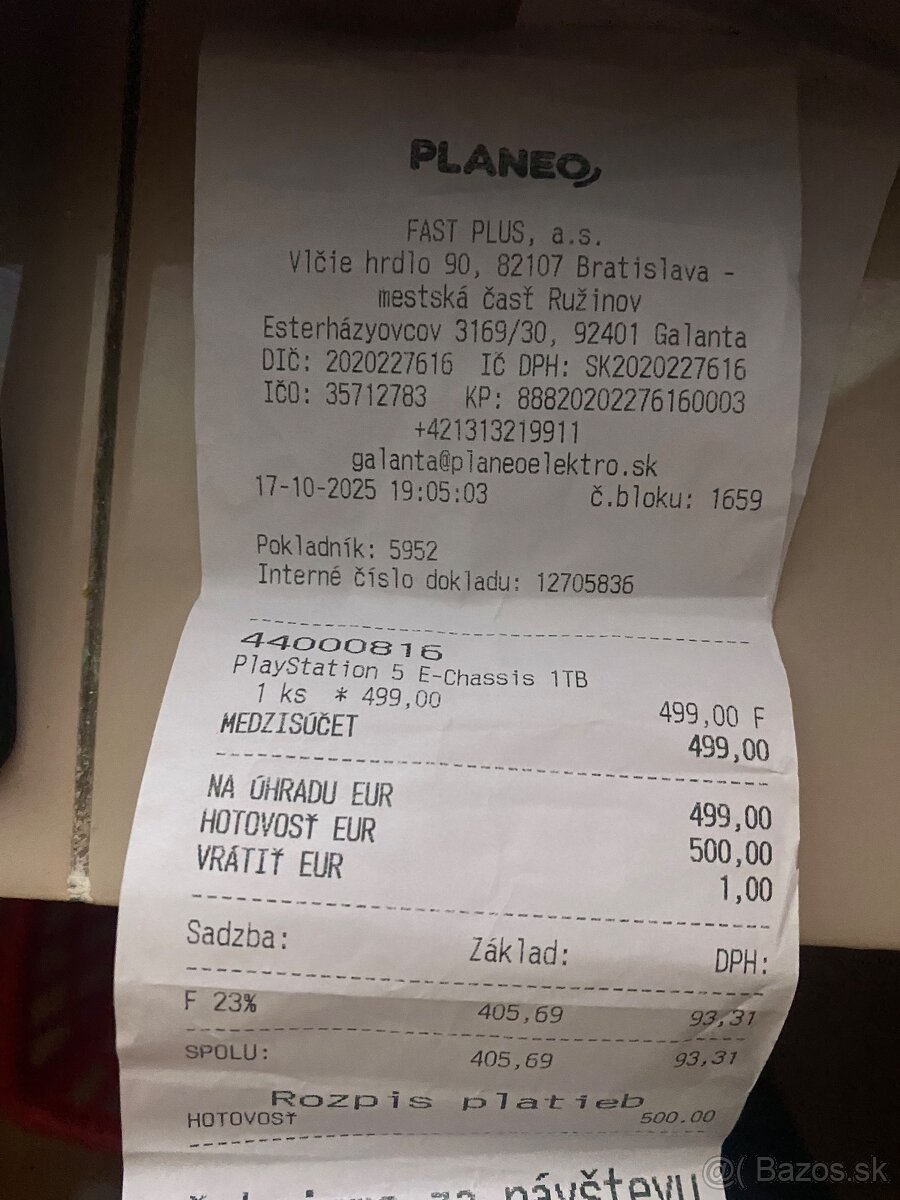 PLANEO
FAST PLUS, a.s.
Vlčie hrdlo 90, 82107 Bratislava -
mestská časť Ružinov
Esterházyovcov 3169/30, 92401 Galanta
DIČ: 2020227616 IČ DPH: SK2020227616
IČO: 35712783 KP: 88820202276160003
+421313219911
galanta@planeoelektro.sk
17-10-2025 19:05:03 č.bloku: 1659
Pokladník: 5952
Interné číslo dokladu: 12705836
44000816
PlayStation 5 E-Chassis 1TB
1 ks * 499,00 499,00 F
MEDZISÚČET 499,00
NA ÚHRADU EUR 499,00
HOTOVOSŤ EUR 500,00
VRÁTIŤ EUR 1,00
Sadzba: Základ: DPH:
F 23% 405,69 93,31
SPOLU: 405,69 93,31
Rozpis platieb
HOTOVOSŤ 500.00
za návštevu
Bazos.sk